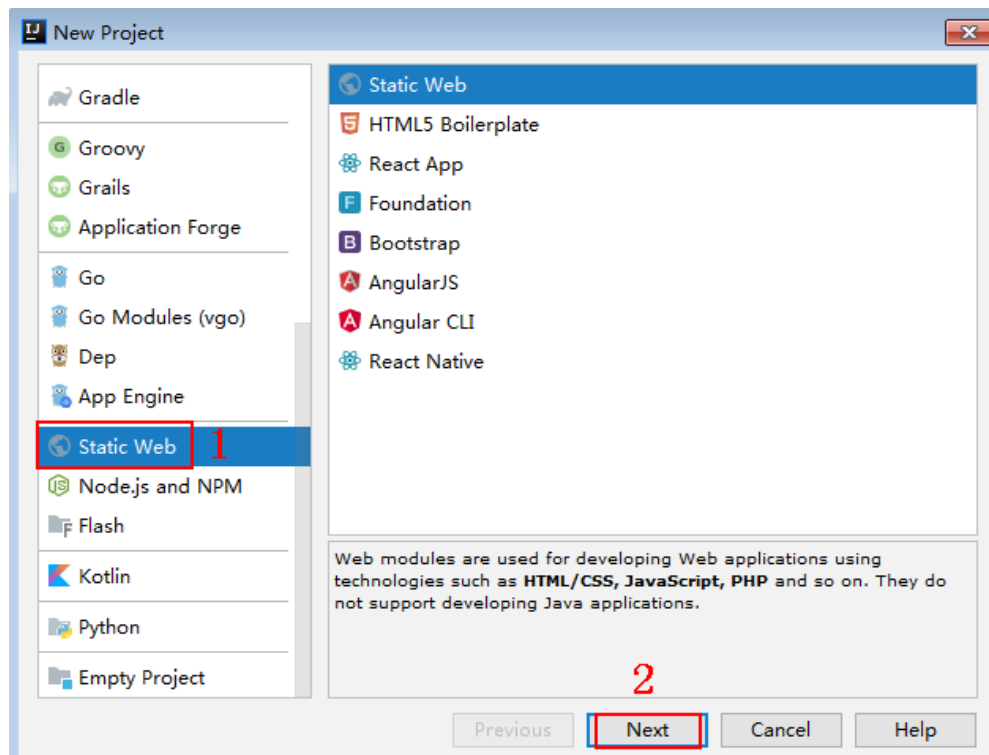 New Project
Gradle
Groovy
Grails
Application Forge
Go
Go Modules (vgo)
Dep
App Engine
Static Web 1
Node.js and NPM
Flash
Kotlin
Python
Empty Project
Static Web
HTML5 Boilerplate
React App
Foundation
Bootstrap
AngularJS
Angular CLI
React Native
Web modules are used for developing Web applications using
technologies such as HTML/CSS, JavaScript, PHP and so on. They do
not support developing Java applications.
2
Previous Next Cancel Help